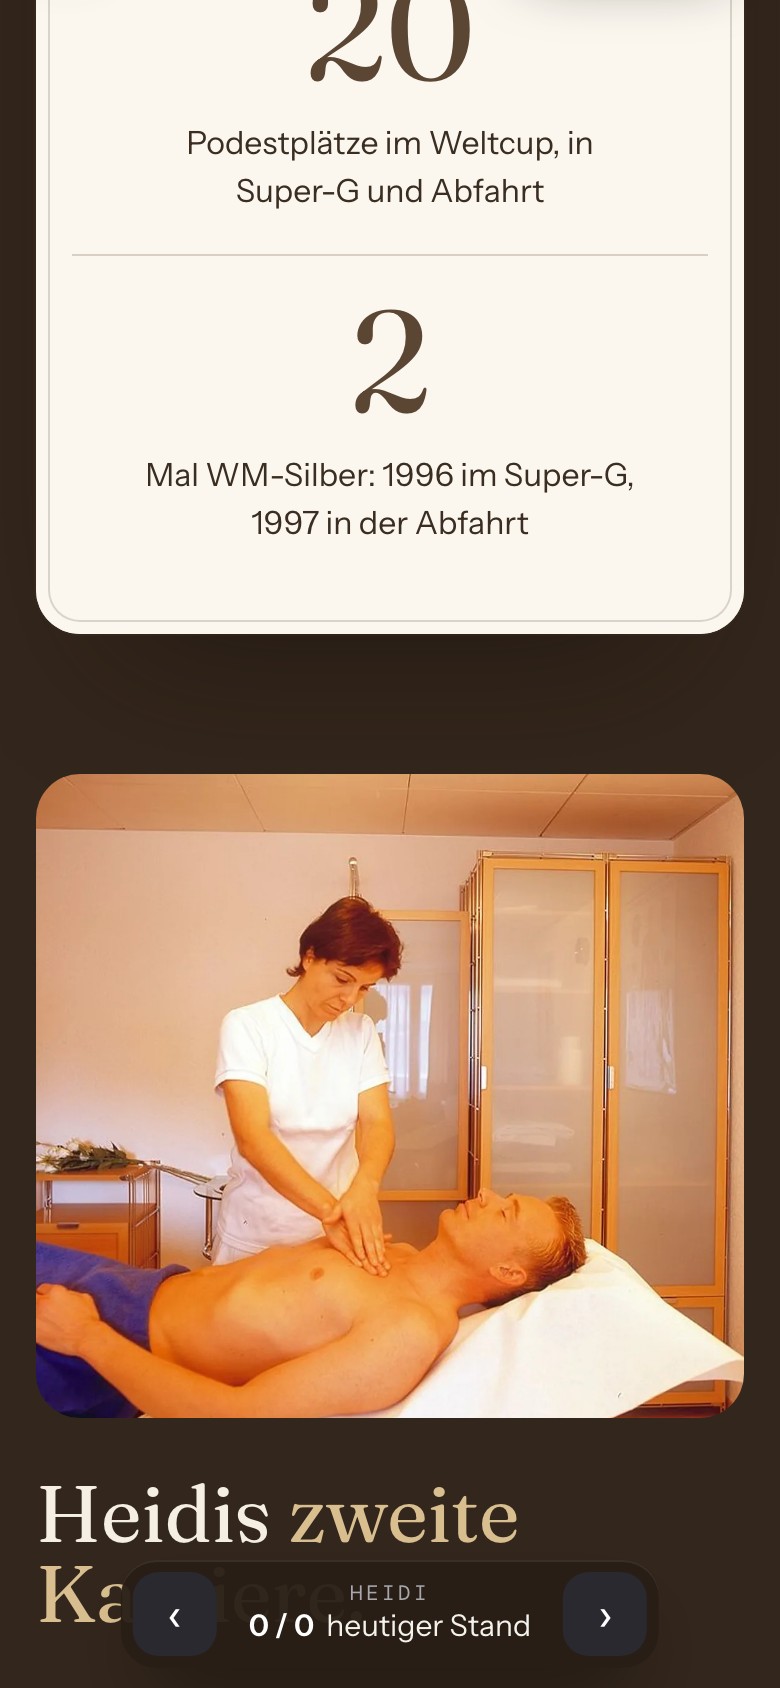 20
Podestplätze im Weltcup, in
Super-G und Abfahrt
2
Mal WM-Silber: 1996 im Super-G,
1997 in der Abfahrt
Heidis zweite
Karriere.
‹
HEIDI
0 / 0 heutiger Stand
›